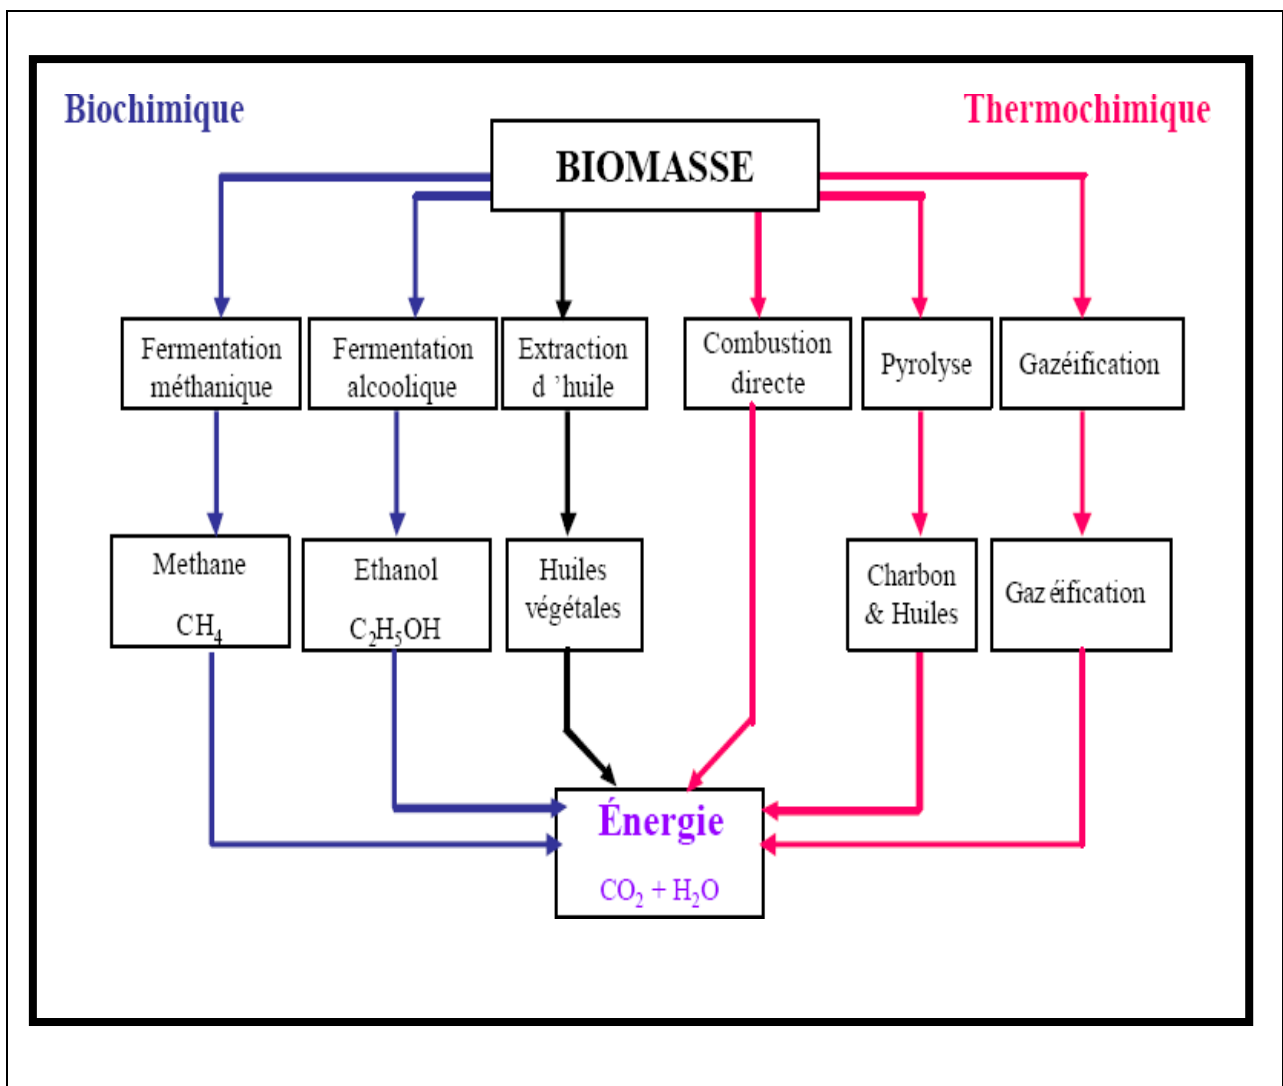 Biochimique
Thermochimique
BIOMASSE
Fermentation
méthanique
Fermentation
alcoolique
Extraction
d ’huile
Combustion
directe
Pyrolyse
Gazéification
Methane
CH₄
Ethanol
C₂H₅OH
Huiles
végétales
Charbon
& Huiles
Gaz éification
Énergie
CO₂ + H₂O